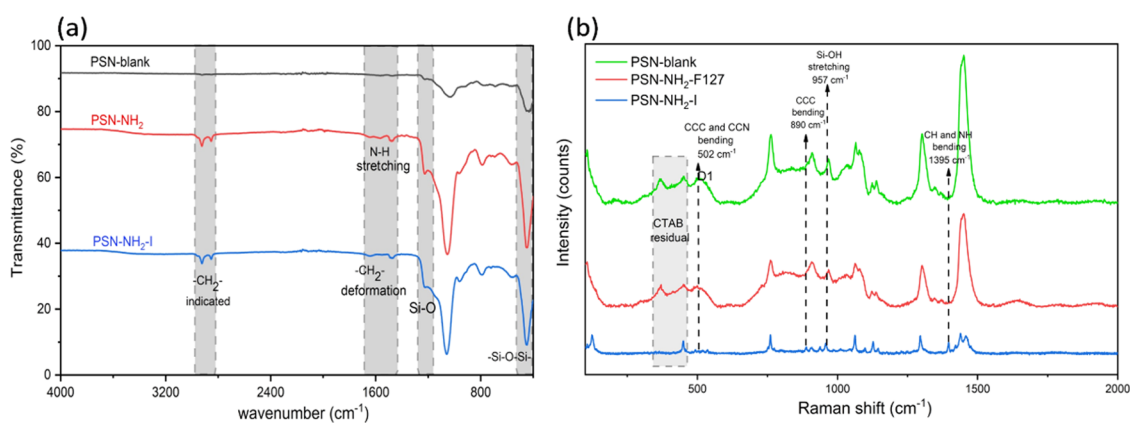 (a)
100
80
60
40
20
0
Transmittance (%)
PSN-blank
PSN-NH2
PSN-NH2-I
N-H
stretching
-CH2-
indicated
-CH2-
deformation
Si-O
-Si-O-Si-
4000
3200
2400
1600
800
wavenumber (cm-1)
(b)
PSN-blank
PSN-NH2-F127
PSN-NH2-I
Si-OH
stretching
957 cm-1
CCC
bending
890 cm-1
CCC and CCN
bending
502 cm-1
D1
CH and NH
bending
1395 cm-1
CTAB
residual
Intensity (counts)
500
1000
1500
2000
Raman shift (cm-1)